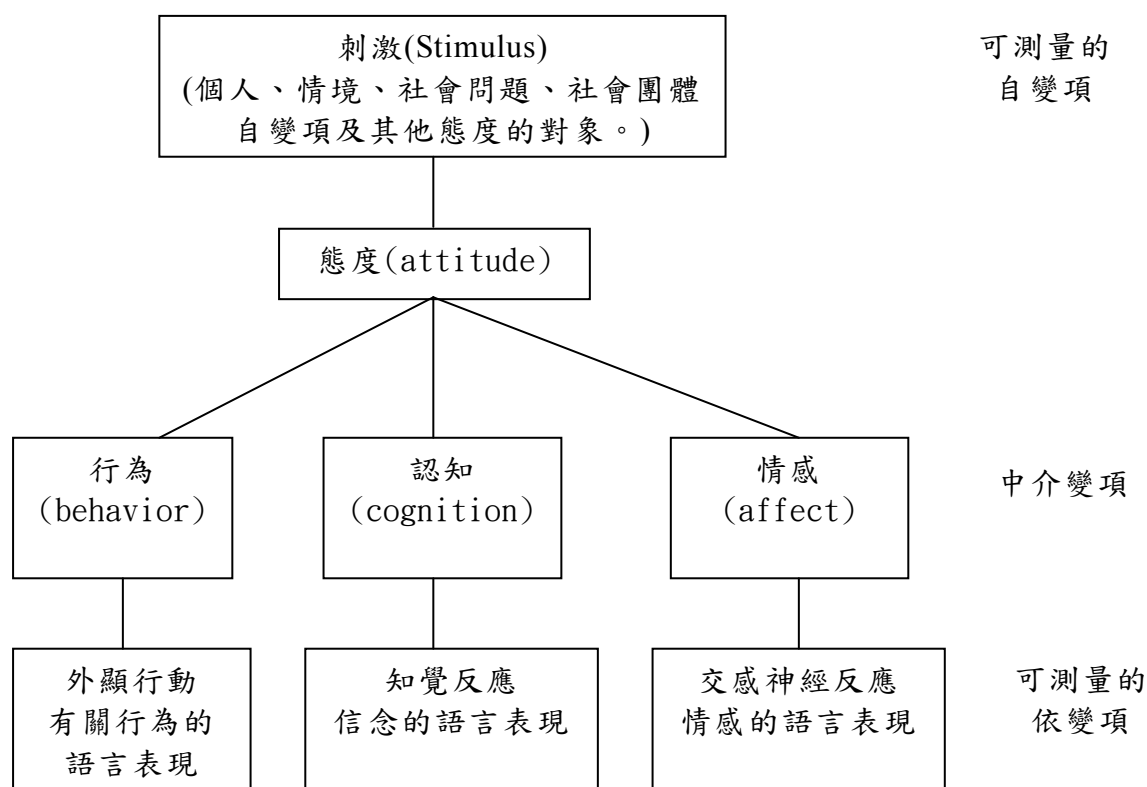 刺激(Stimulus)
(個人、情境、社會問題、社會團體
自變項及其他態度的對象。)
可測量的
自變項
態度(attitude)
行為
(behavior)
認知
(cognition)
情感
(affect)
中介變項
外顯行動
有關行為的
語言表現
知覺反應
信念的語言表現
交感神經反應
情感的語言表現
可測量的
依變項